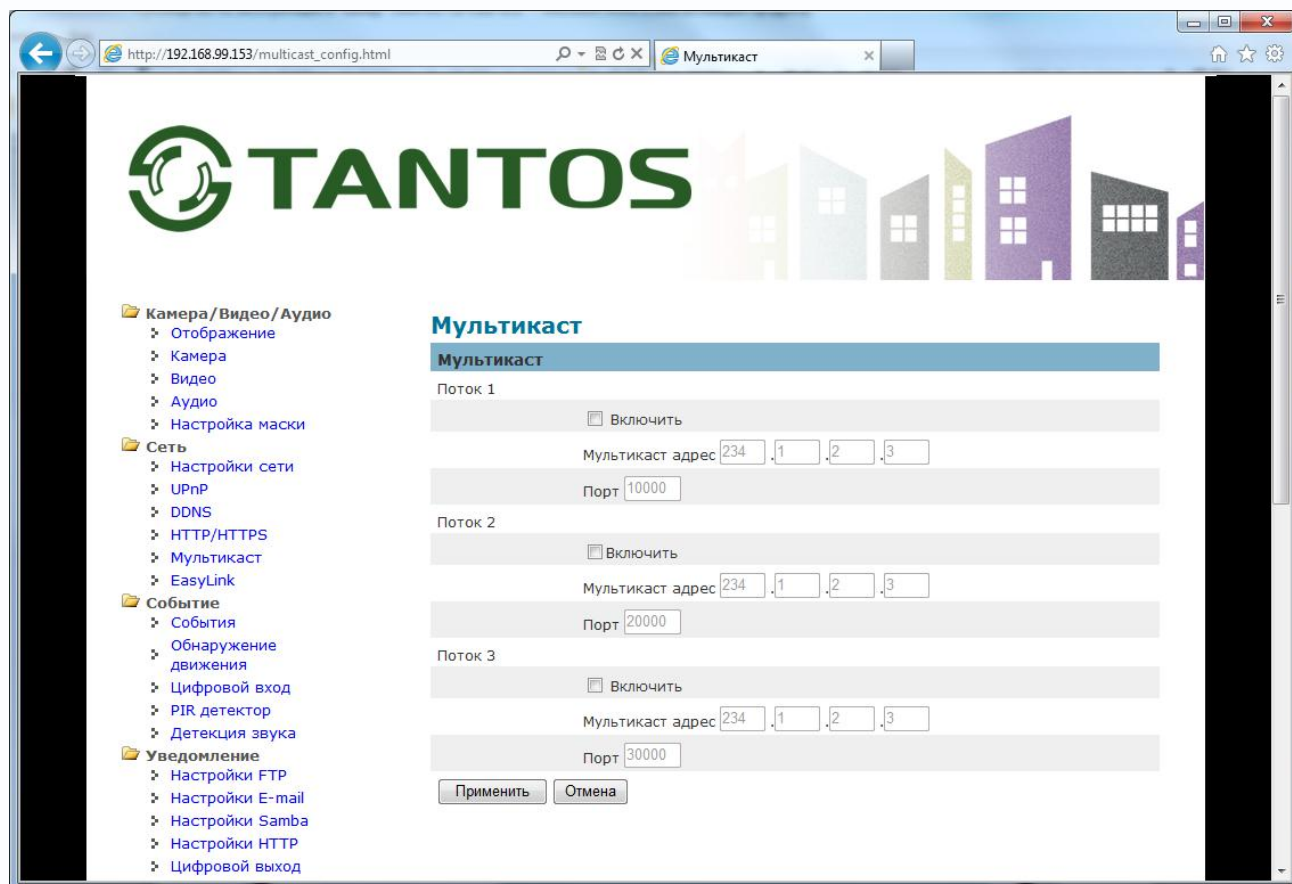 http://192.168.99.153/multicast_config.html
Мультикаст
TANTOS
Камера/Видео/Аудио
Отображение
Камера
Видео
Аудио
Настройка маски
Сеть
Настройки сети
UPnP
DDNS
HTTP/HTTPS
Мультикаст
EasyLink
Событие
События
Обнаружение
движения
Цифровой вход
PIR детектор
Детекция звука
Уведомление
Настройки FTP
Настройки E-mail
Настройки Samba
Настройки HTTP
Цифровой выход
Мультикаст
Мультикаст
Поток 1
Включить
Мультикаст адрес 234 .1 .2 .3
Порт 10000
Поток 2
Включить
Мультикаст адрес 234 .1 .2 .3
Порт 20000
Поток 3
Включить
Мультикаст адрес 234 .1 .2 .3
Порт 30000
Применить Отмена